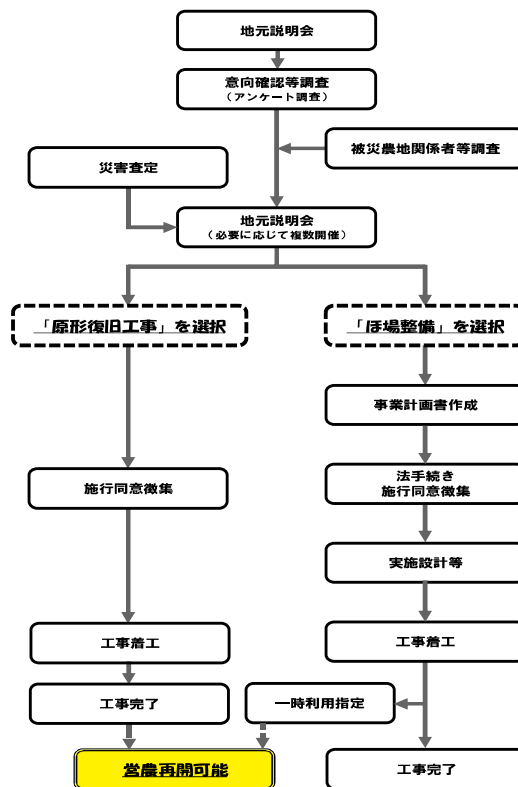 地元説明会
意向確認等調査
（アンケート調査）
被災農地関係者等調査
災害査定
地元説明会
（必要に応じて複数開催）
「原形復旧工事」を選択
「ほ場整備」を選択
事業計画書作成
施行同意徴集
法手続き
施行同意徴集
実施設計等
工事着工
工事着工
工事完了
一時利用指定
営農再開可能
工事完了